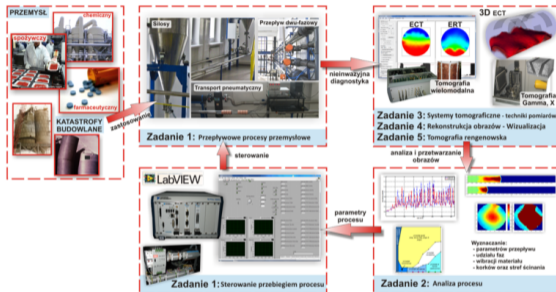 PRZEMYSŁ
chemiczny
spożywczy
farmaceutyczny
KATASTROFY
BUDOWLANE
zastosowanie
Silosy
Przepływ dwu-fazowy
Transport pneumatyczny
Zadanie 1: Przepływowe procesy przemysłowe
nieinwazyjna
diagnostyka
ECT
ERT
3D ECT
Tomografia
wielomodalna
Tomografia
Gamma, X
Zadanie 3: Systemy tomograficzne - techniki pomiarów
Zadanie 4: Rekonstrukcja obrazów - Wizualizacja
Zadanie 5: Tomografia rengenowska
sterowanie
analiza i przetwarzanie
obrazów
LabVIEW
parametry
procesu
Zadanie 1: Sterowanie przebiegiem procesu
Wyznaczanie:
- parametrów przepływu
- udziału faz
- wibracji materiału
- korków oraz stref ścinania
Zadanie 2: Analiza procesu